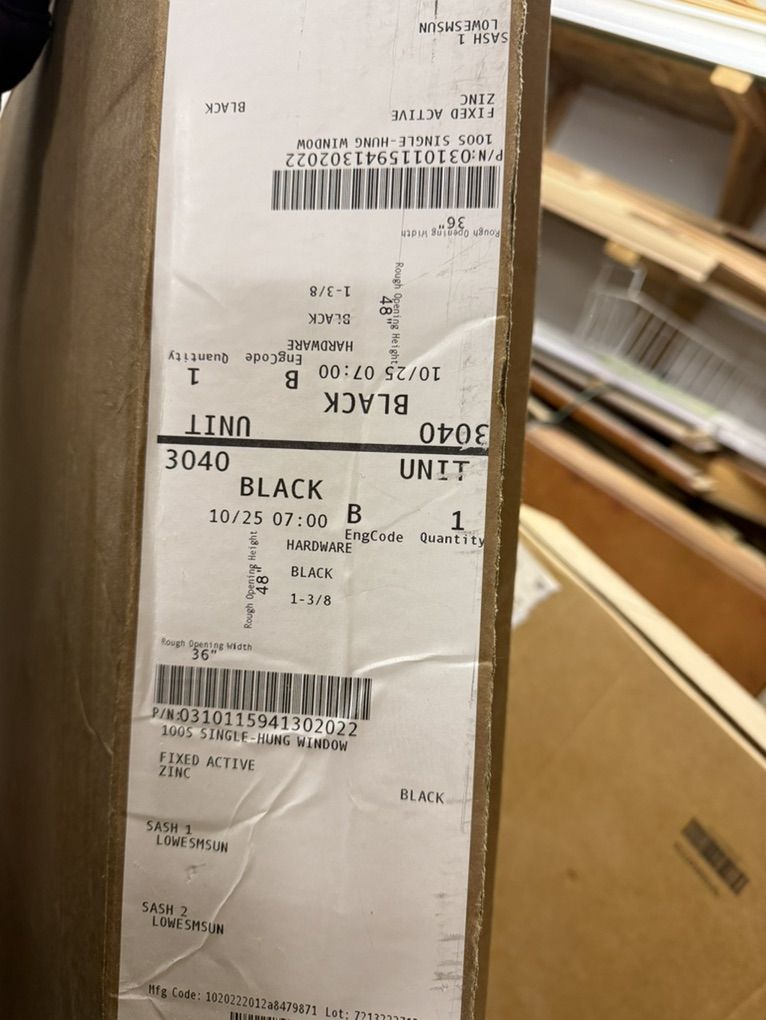 SASH 1
LOWESMSUN
FIXED ACTIVE
ZINC
BLACK
P/N:0310115941302022
100S SINGLE-HUNG WINDOW
Rough Opening Width
36"
Rough Opening Height
48"
HARDWARE
BLACK
1-3/8
10/25 07:00
B
EngCode
1
Quantity
BLACK
3040
UNIT
3040
UNIT
BLACK
10/25 07:00
B
EngCode
1
Quantity
HARDWARE
BLACK
1-3/8
Rough Opening Height
48"
Rough Opening Width
36"
P/N:0310115941302022
100S SINGLE-HUNG WINDOW
FIXED ACTIVE
ZINC
BLACK
SASH 1
LOWESMSUN
SASH 2
LOWESMSUN
Mfg Code: 1020222012a8479871 Lot: